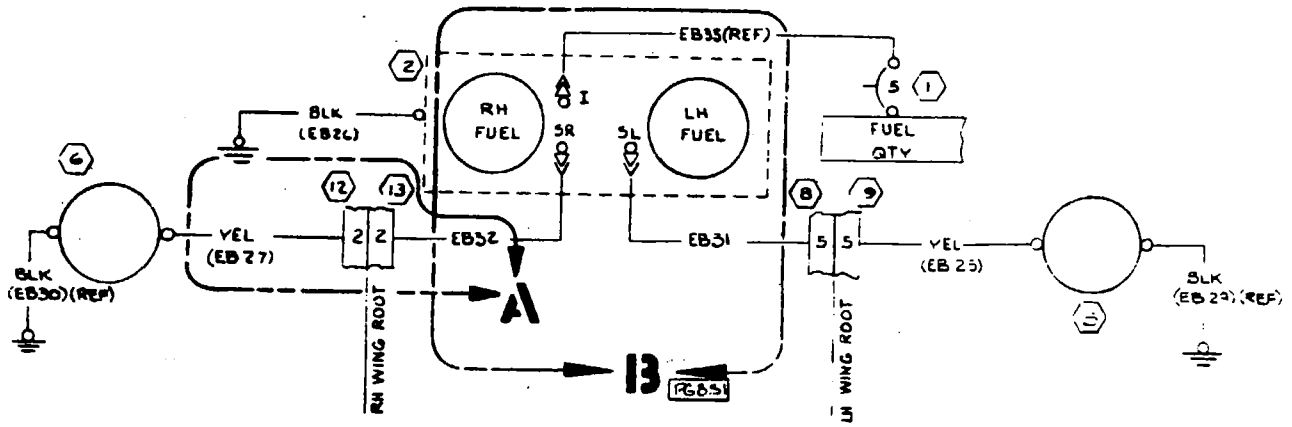 EB35(REF)
2
5
1
RH
FUEL
I
LH
FUEL
BLK
(EB26)
SR
SL
FUEL
QTY
6
12
13
8
9
YEL
(EB27)
2 2
EB32
EB31
5 5
YEL
BLK
(EB30)(REF)
BLK
(REF)
A
RH WING ROOT
LH WING ROOT
B